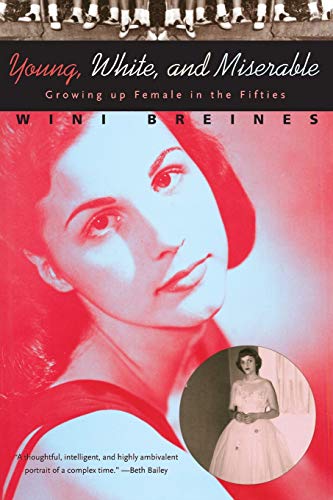 Young, White, and Miserable
Growing up Female in the Fifties
WINI BREINES
"A thoughtful, intelligent, and highly ambivalent
portrait of a complex time." —Beth Bailey